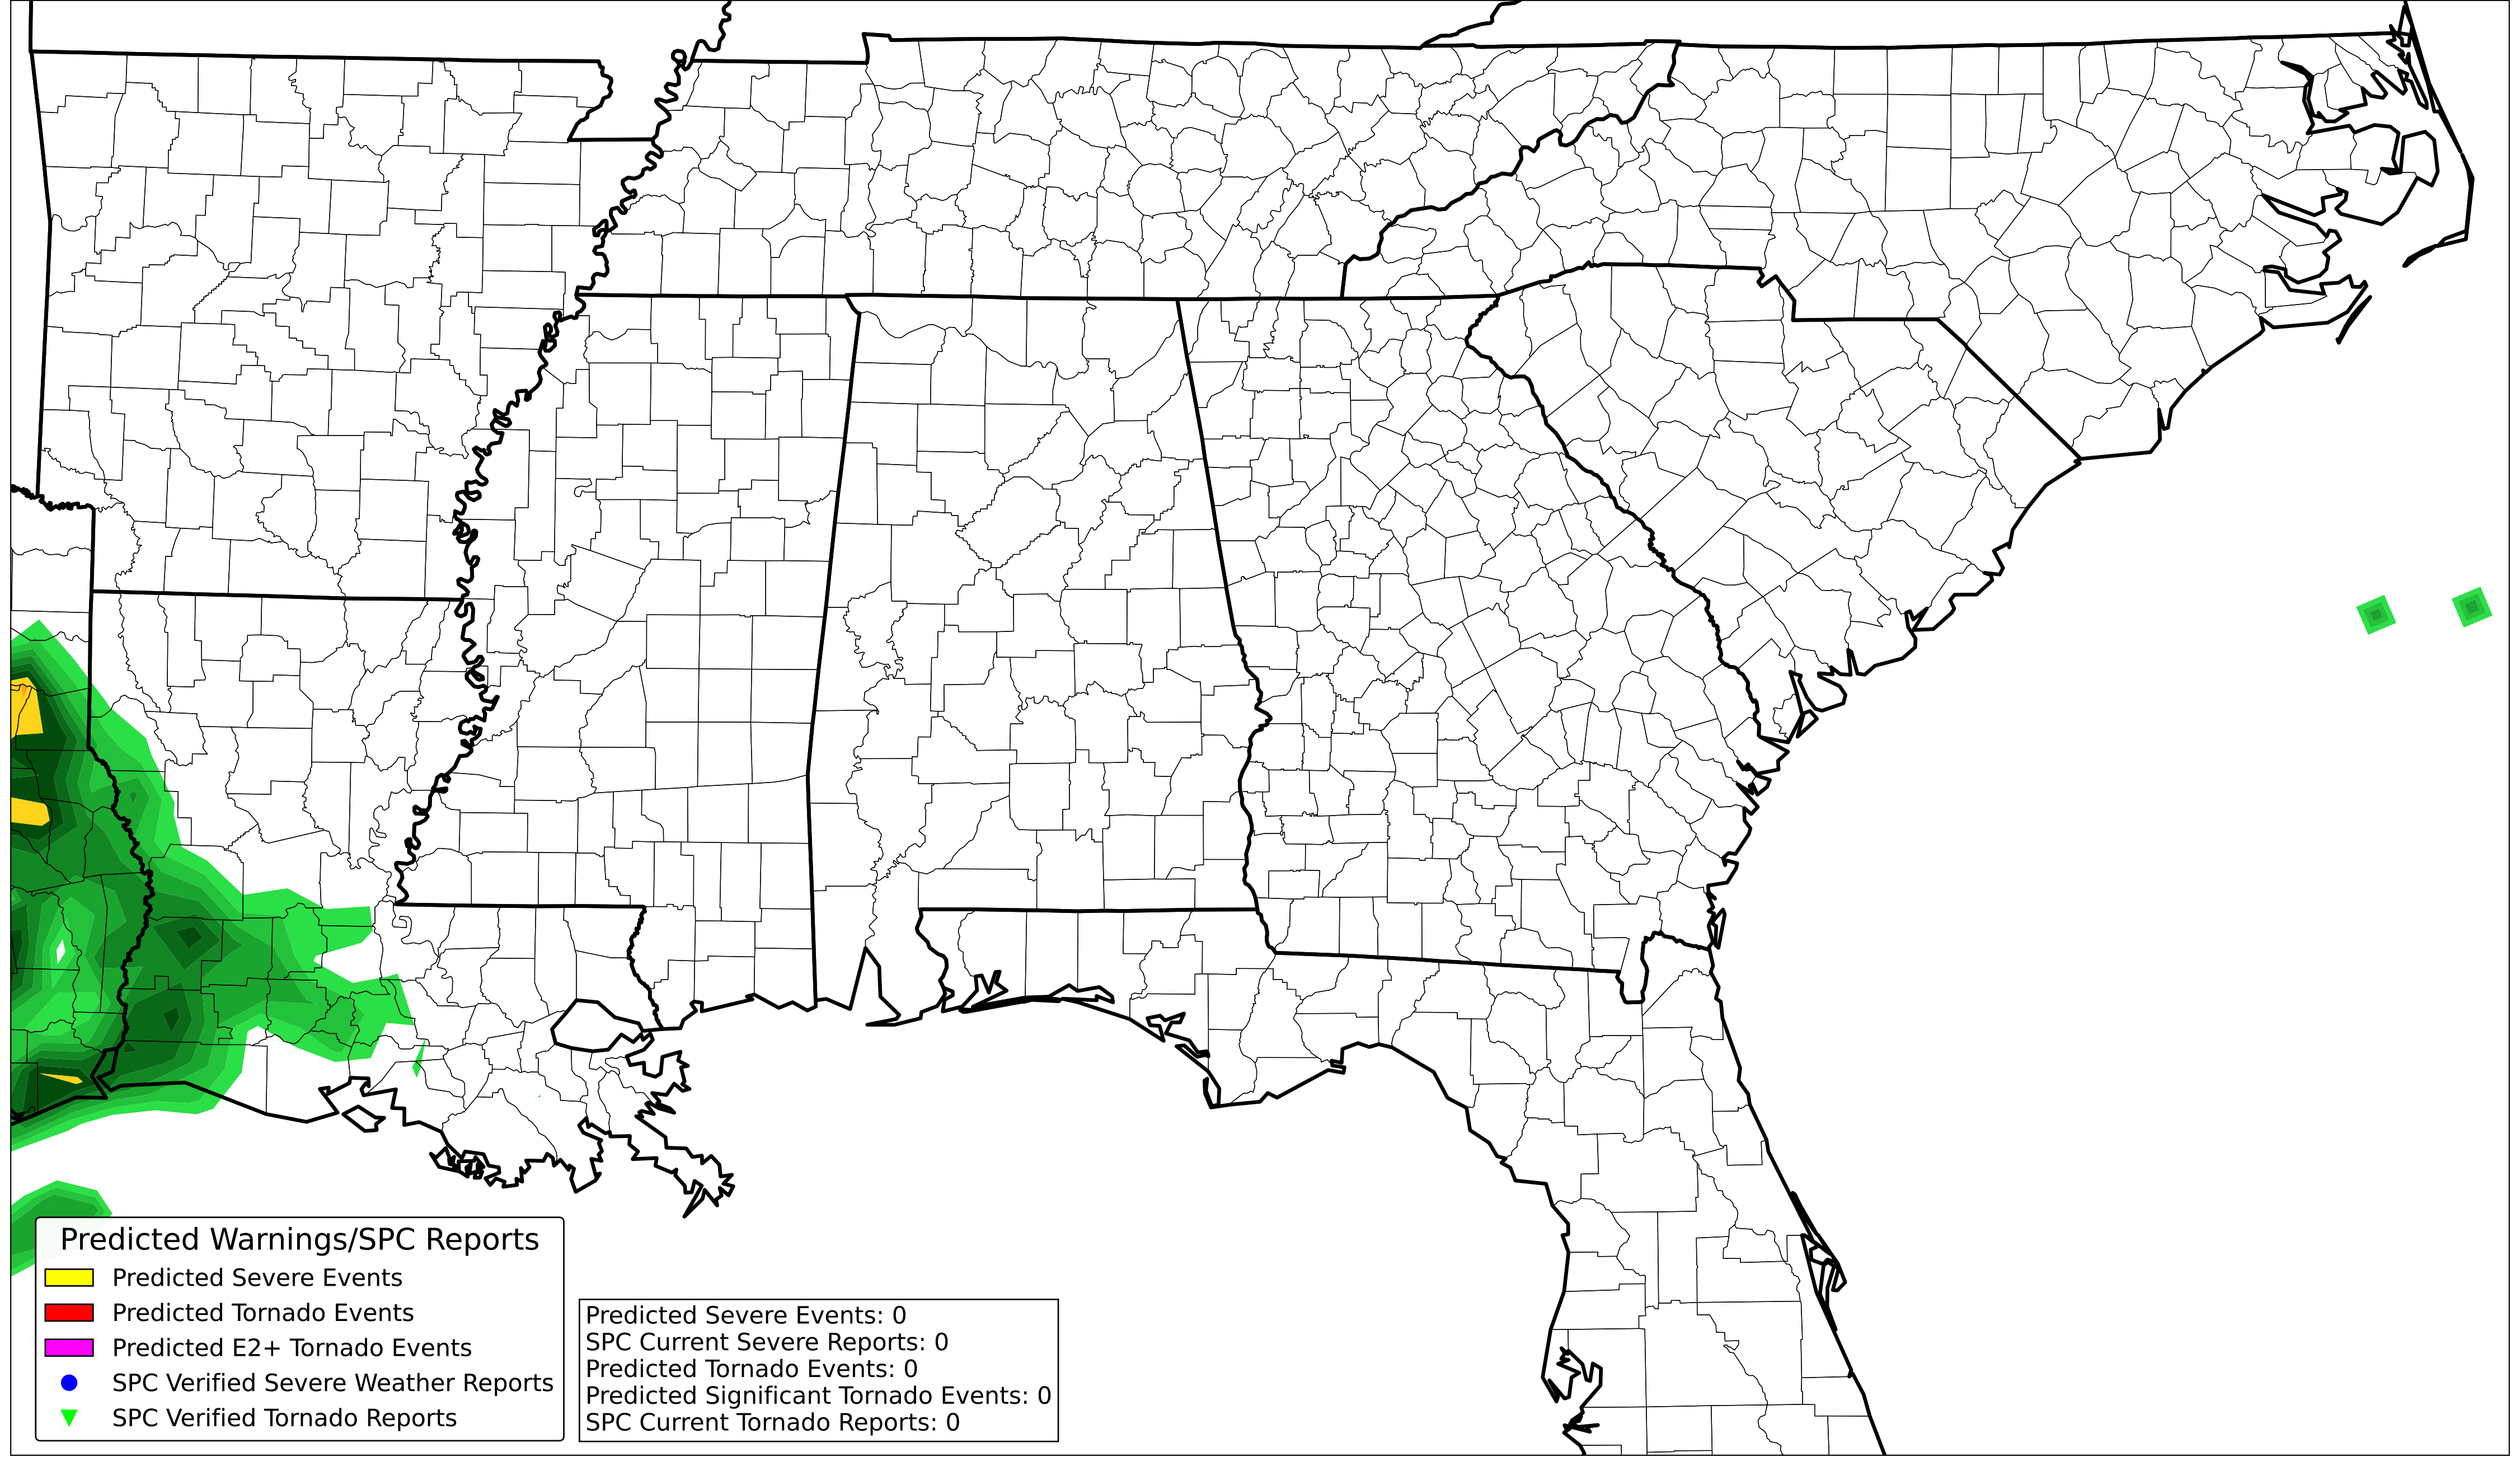 Predicted Warnings/SPC Reports
Predicted Severe Events
Predicted Tornado Events
Predicted E2+ Tornado Events
SPC Verified Severe Weather Reports
SPC Verified Tornado Reports
Predicted Severe Events: 0
SPC Current Severe Reports: 0
Predicted Tornado Events: 0
Predicted Significant Tornado Events: 0
SPC Current Tornado Reports: 0